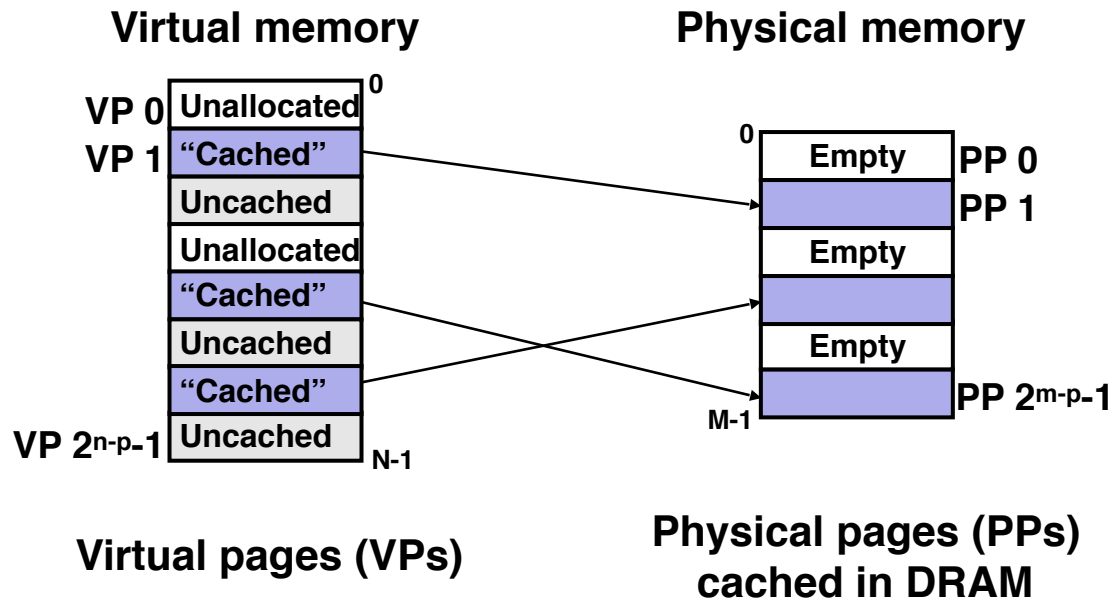 Virtual memory
Physical memory
0
VP 0
Unallocated
VP 1
“Cached”
Uncached
Unallocated
“Cached”
Uncached
“Cached”
VP 2ⁿ⁻ᵖ-1
Uncached
N-1
0
Empty
PP 0
PP 1
Empty
Empty
PP 2ᵐ⁻ᵖ-1
M-1
Virtual pages (VPs)
Physical pages (PPs)
cached in DRAM